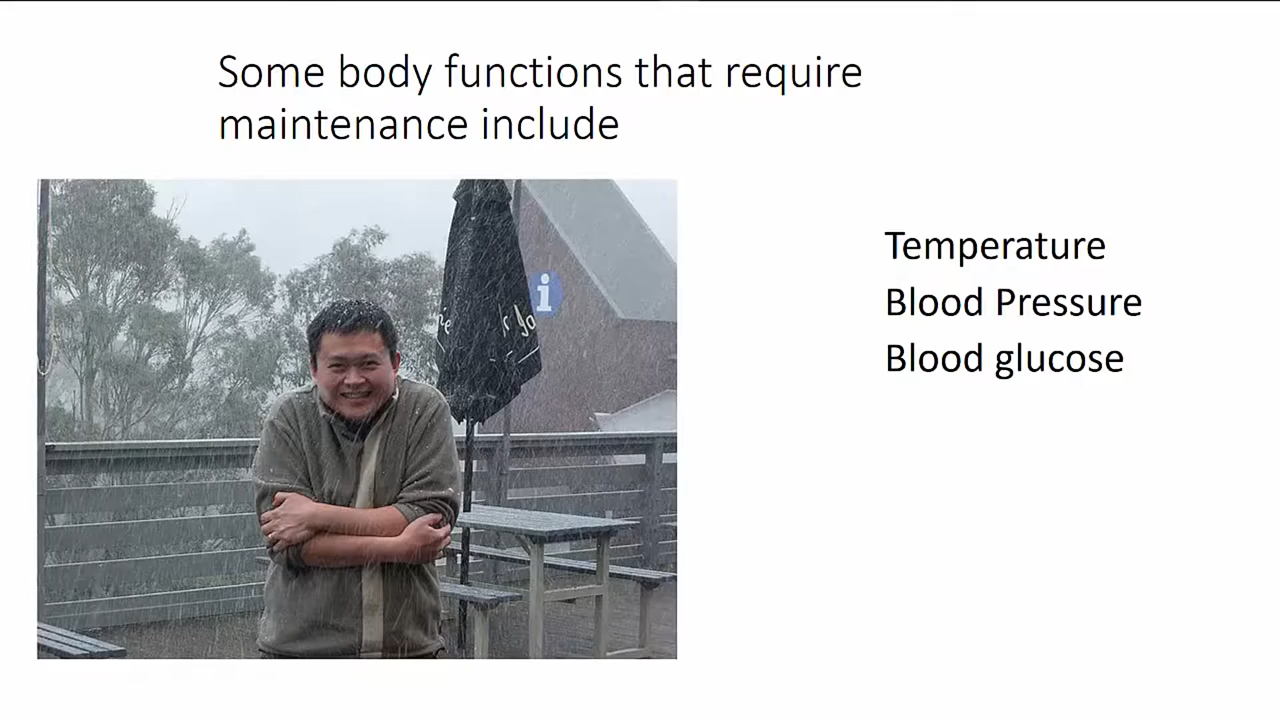 Some body functions that require
maintenance include
i
Temperature
Blood Pressure
Blood glucose